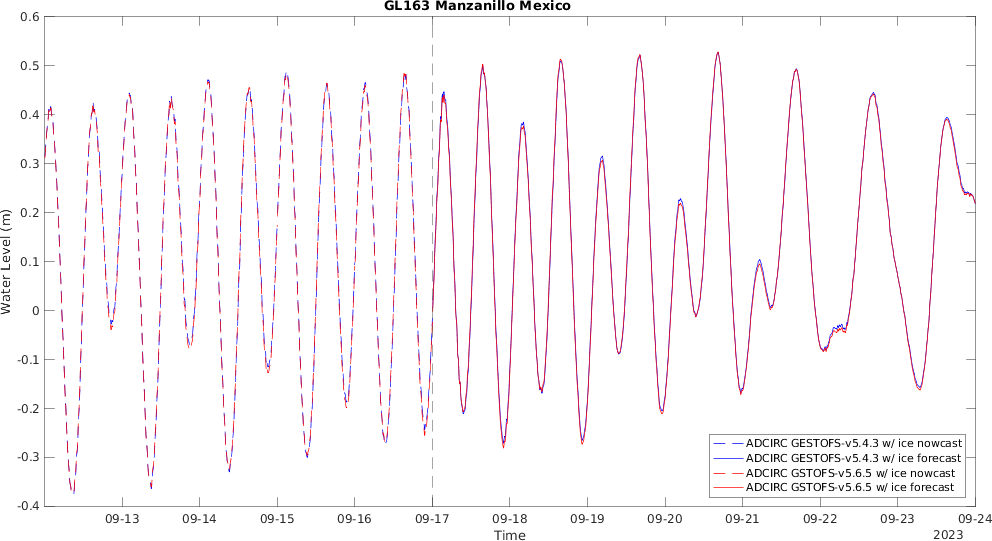 GL163 Manzanillo Mexico
Water Level (m)
0.6
0.5
0.4
0.3
0.2
0.1
0
-0.1
-0.2
-0.3
-0.4
ADCIRC GESTOFS-v5.4.3 w/ ice nowcast
ADCIRC GESTOFS-v5.4.3 w/ ice forecast
ADCIRC GSTOFS-v5.6.5 w/ ice nowcast
ADCIRC GSTOFS-v5.6.5 w/ ice forecast
09-13 09-14 09-15 09-16 09-17 09-18 09-19 09-20 09-21 09-22 09-23 09-24
Time
2023